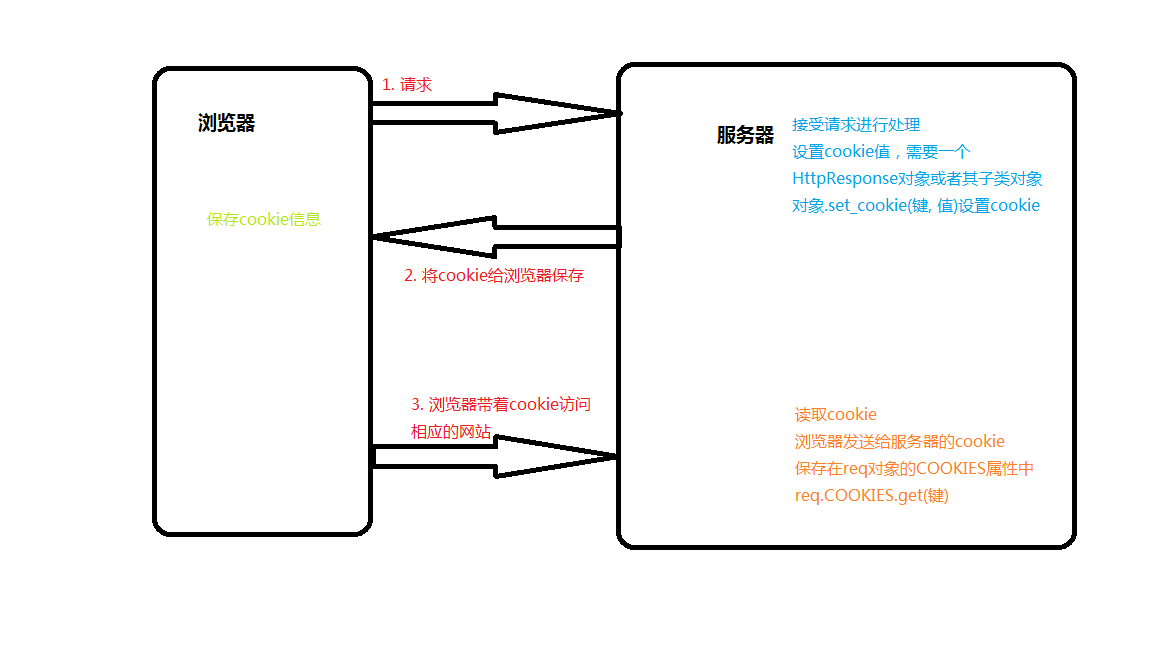 1. 请求
浏览器
服务器
接受请求进行处理
设置cookie值，需要一个
HttpResponse对象或者其子类对象
对象.set_cookie(键, 值)设置cookie
保存cookie信息
2. 将cookie给浏览器保存
3. 浏览器带着cookie访问
相应的网站
读取cookie
浏览器发送给服务器的cookie
保存在req对象的COOKIES属性中
req.COOKIES.get(键)